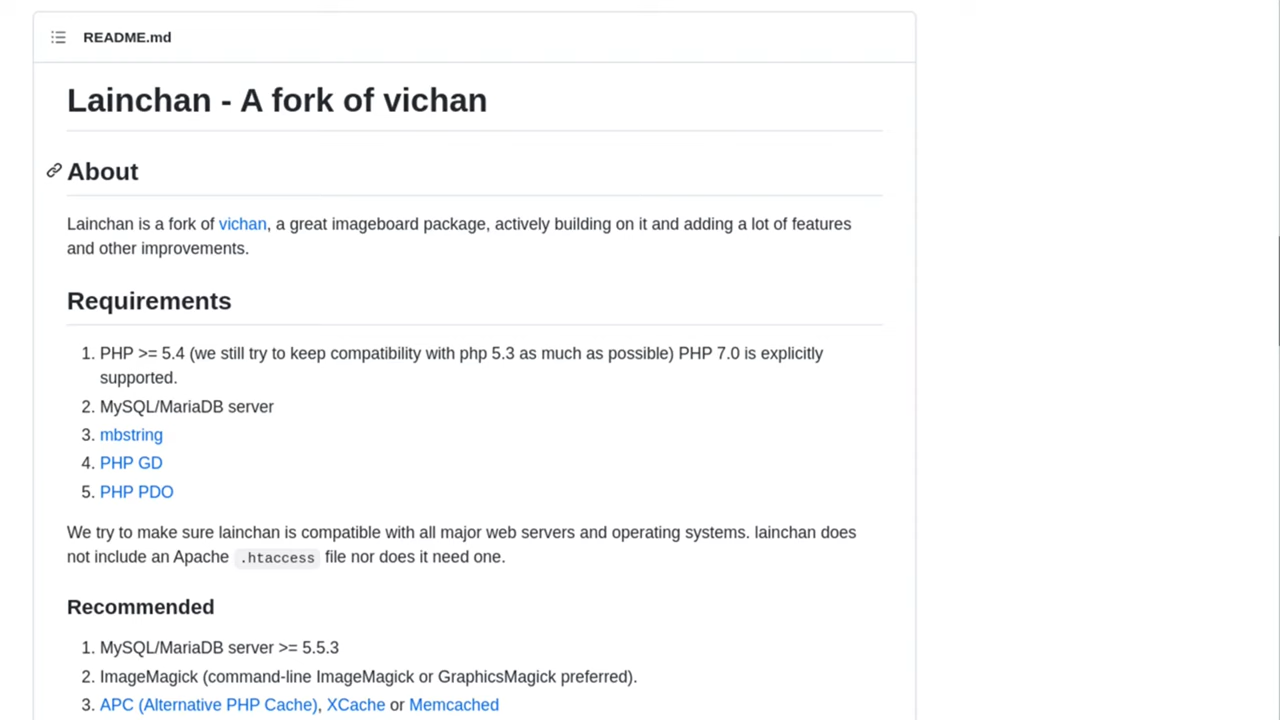 README.md
Lainchan - A fork of vichan
About
Lainchan is a fork of vichan, a great imageboard package, actively building on it and adding a lot of features
and other improvements.
Requirements
1. PHP >= 5.4 (we still try to keep compatibility with php 5.3 as much as possible) PHP 7.0 is explicitly
supported.
2. MySQL/MariaDB server
3. mbstring
4. PHP GD
5. PHP PDO
We try to make sure lainchan is compatible with all major web servers and operating systems. lainchan does
not include an Apache .htaccess file nor does it need one.
Recommended
1. MySQL/MariaDB server >= 5.5.3
2. ImageMagick (command-line ImageMagick or GraphicsMagick preferred).
3. APC (Alternative PHP Cache), XCache or Memcached